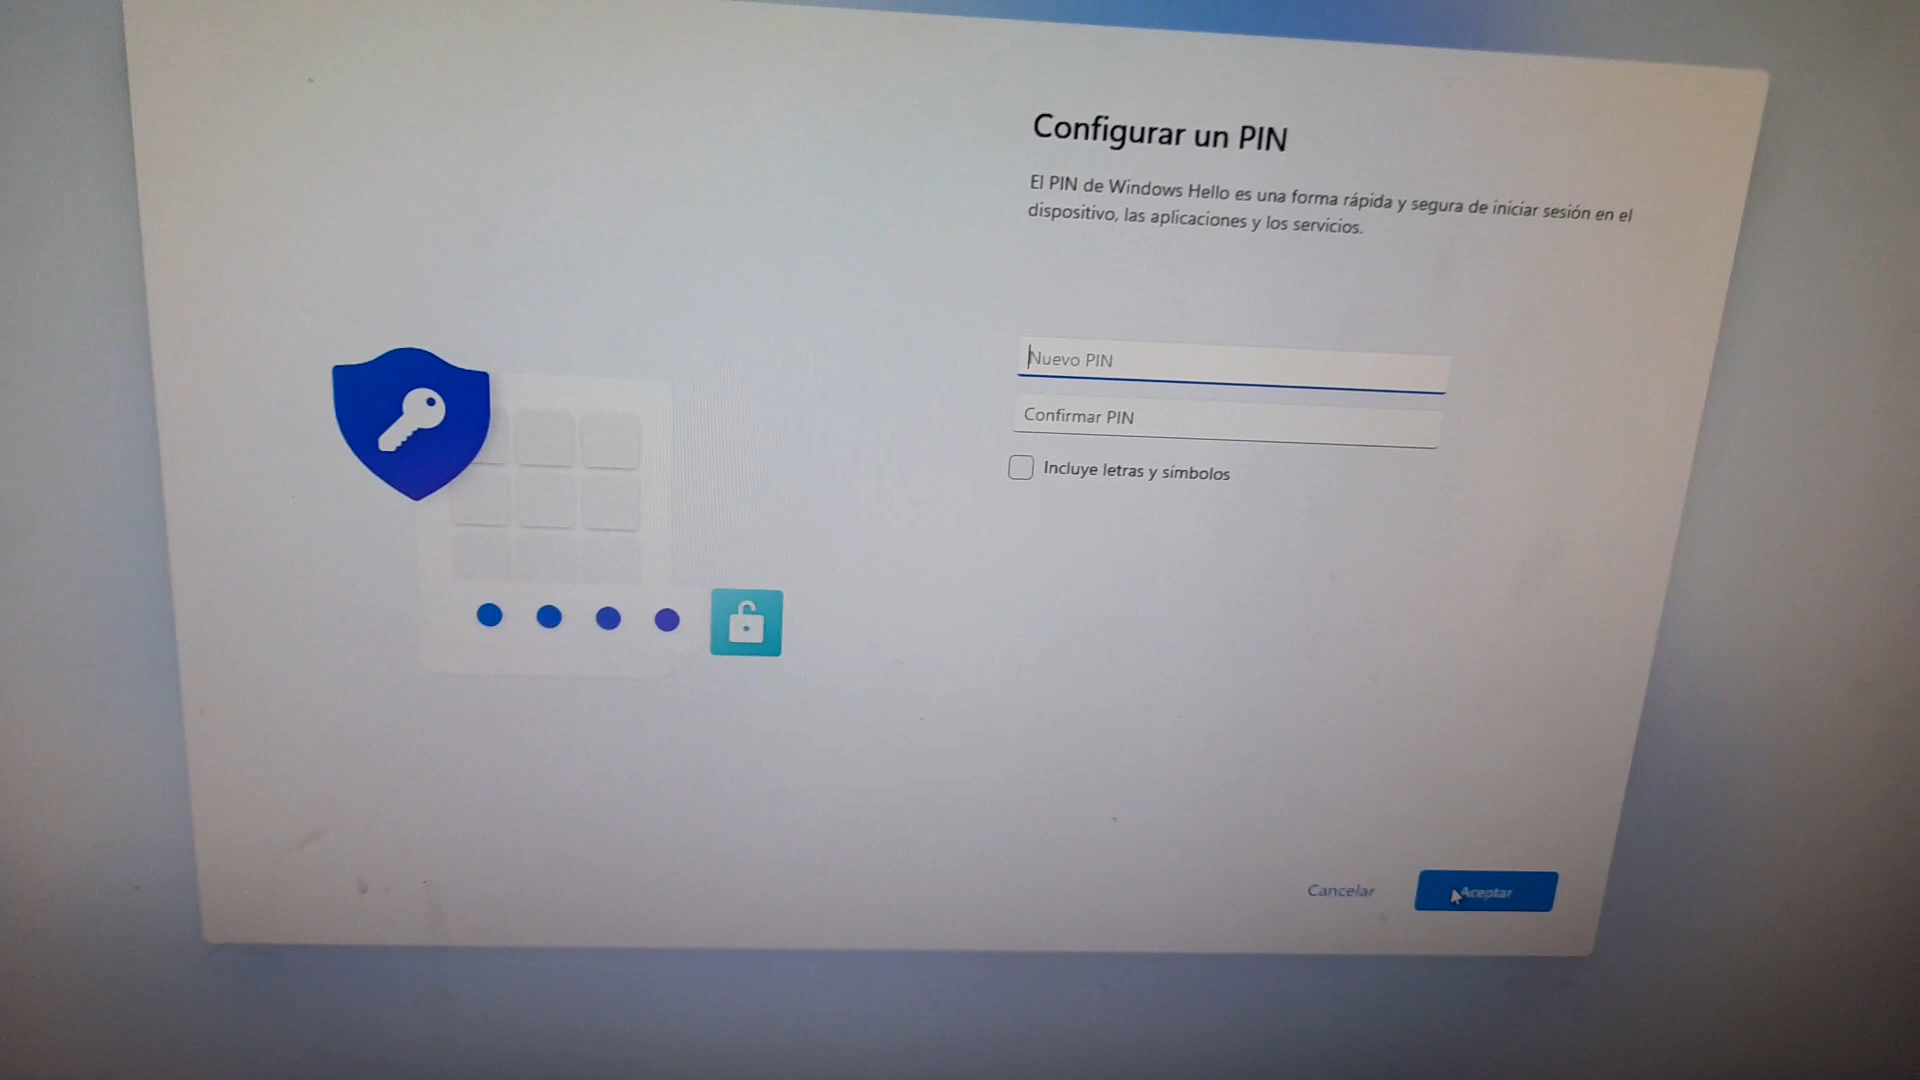 Configurar un PIN
El PIN de Windows Hello es una forma rápida y segura de iniciar sesión en el
dispositivo, las aplicaciones y los servicios.
Nuevo PIN
Confirmar PIN
Incluye letras y símbolos
Cancelar
Aceptar